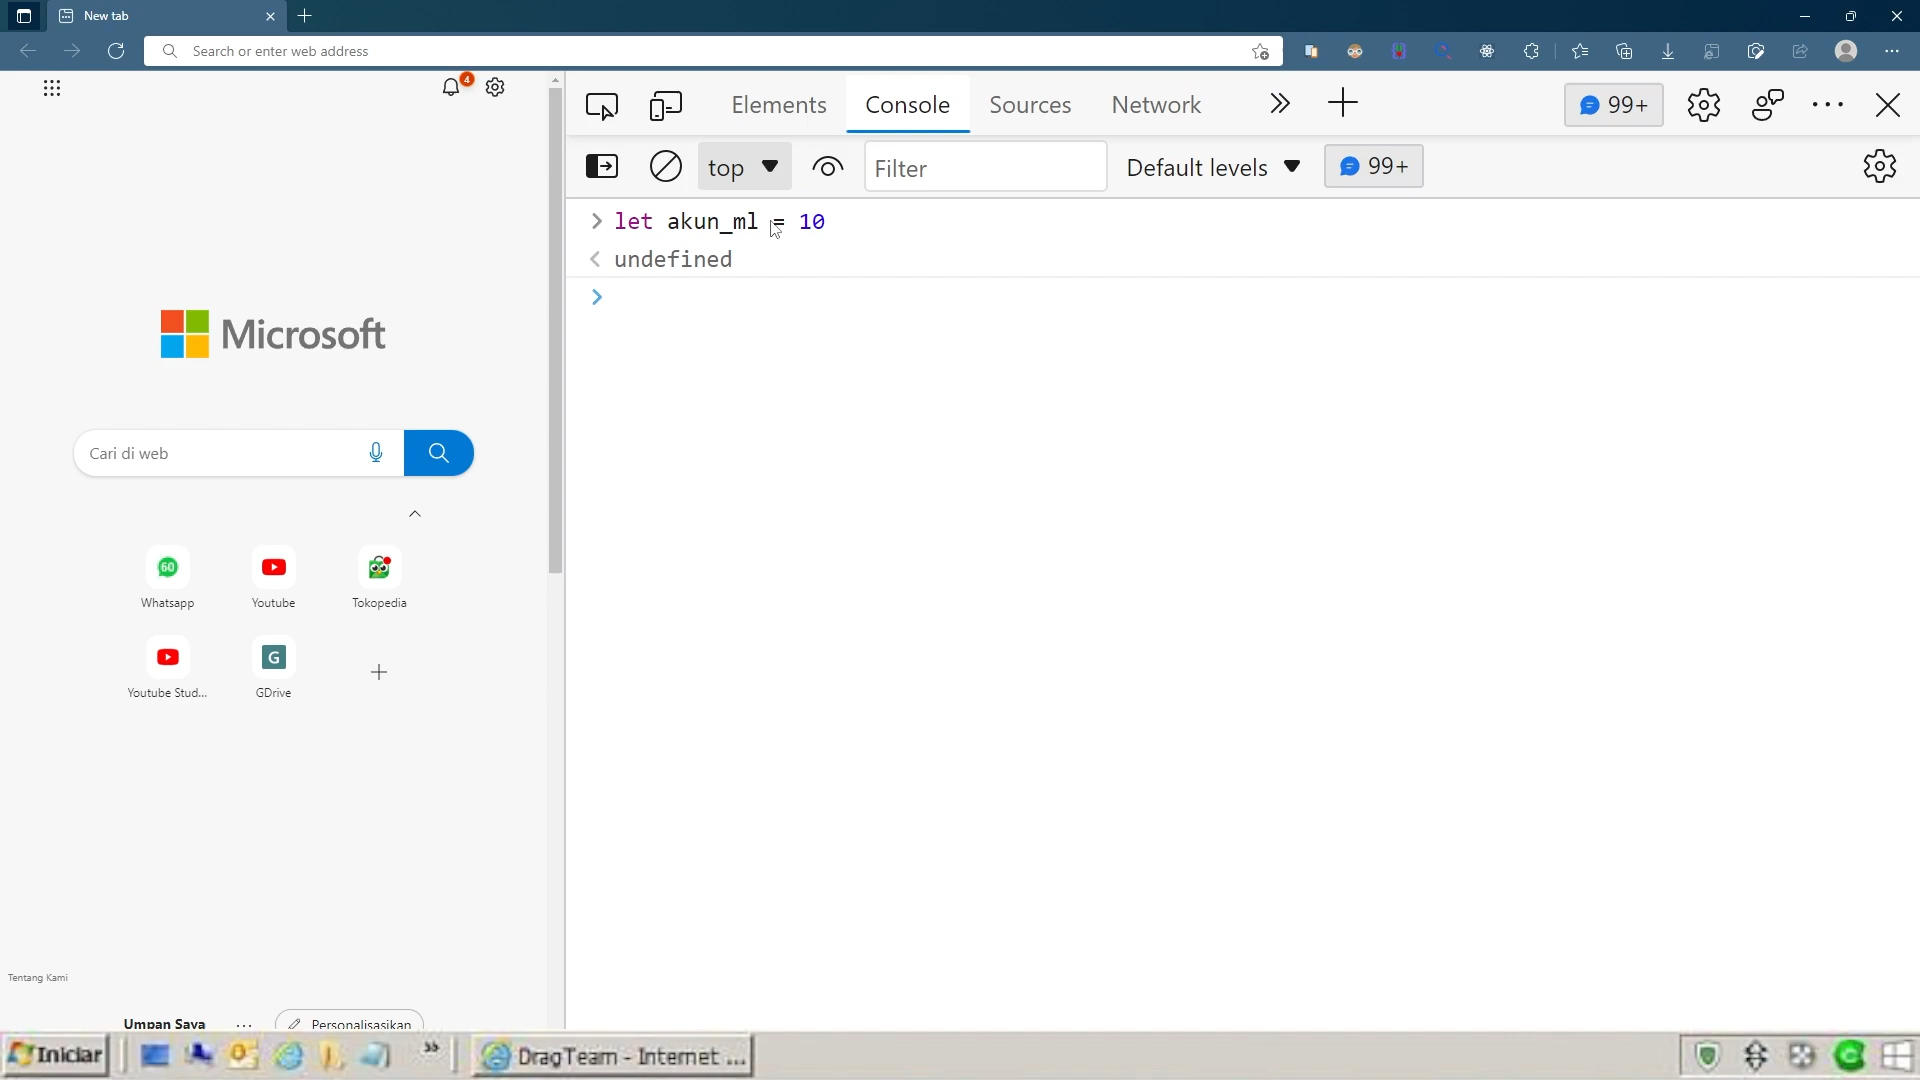 New tab
Search or enter web address
4
Elements
Console
Sources
Network
99+
top
Filter
Default levels
99+
let akun_ml = 10
undefined
Microsoft
Cari di web
60
Whatsapp
Youtube
Tokopedia
Youtube Stud...
G
GDrive
Tentang Kami
Umpan Saya
Personalisasikan
Iniciar
DragTeam - Internet ...